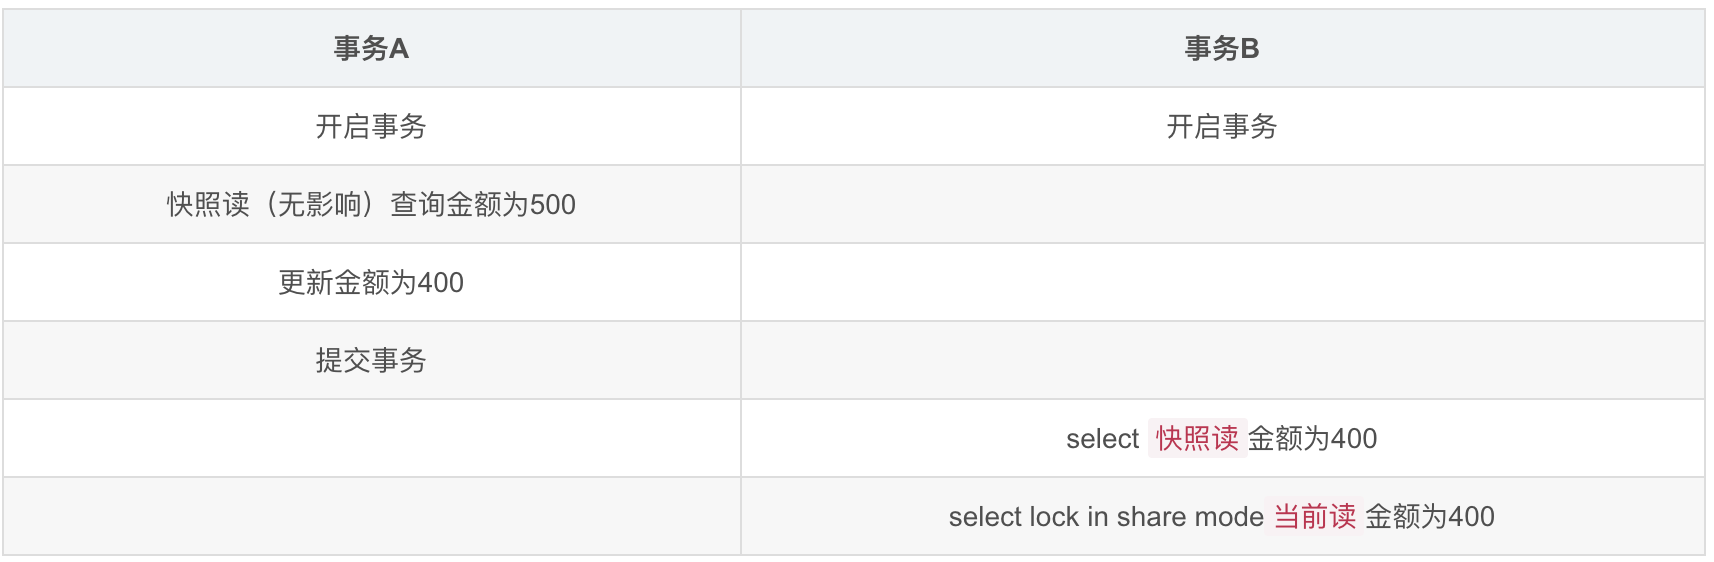 事务A 事务B
开启事务 开启事务
快照读（无影响）查询金额为500
更新金额为400
提交事务
select 快照读 金额为400
select lock in share mode 当前读 金额为400